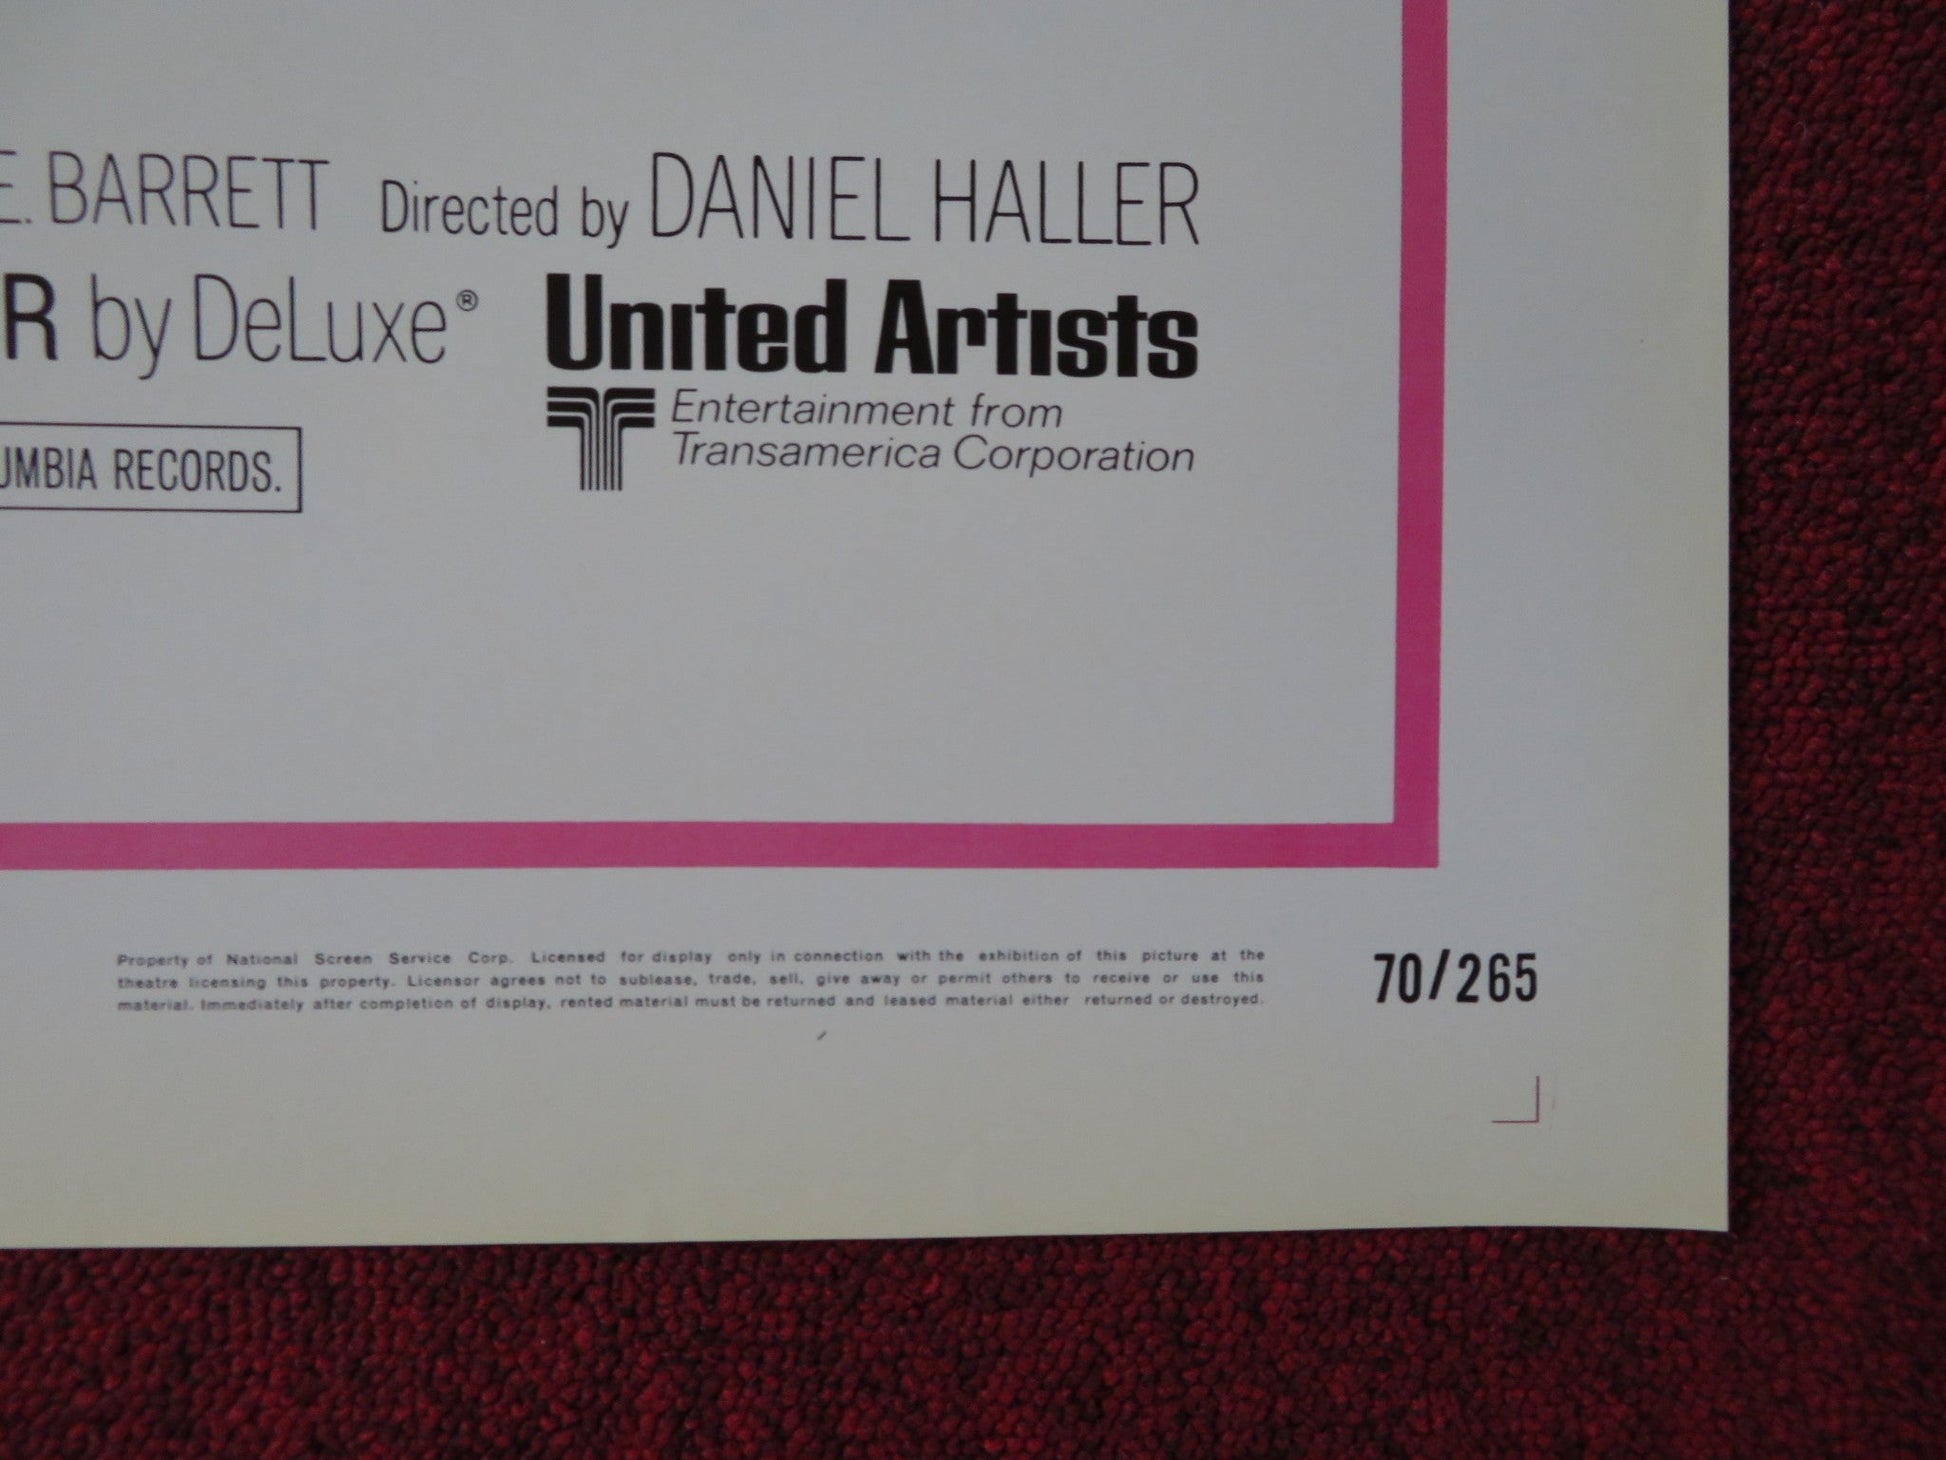 E. BARRETT Directed by DANIEL HALLER
R by DeLuxe® United Artists
Entertainment from
Transamerica Corporation
UMBIA RECORDS.
Property of National Screen Service Corp. Licensed for display only in connection with the exhibition of this picture at the
theatre licensing this property. Licensor agrees not to sublease, trade, sell, give away or permit others to receive or use this
material. Immediately after completion of display, rented material must be returned and leased material either returned or destroyed.
70/265